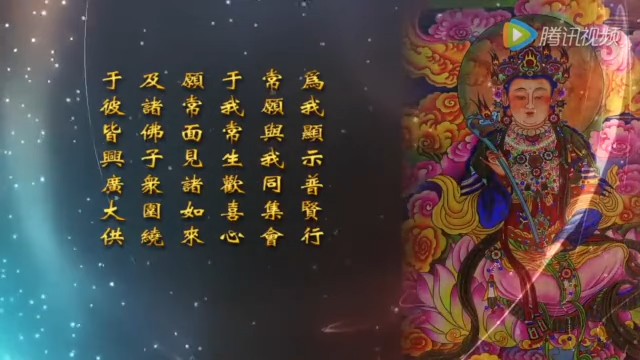 為我顯示普賢行
常願與我同集會
于我常生歡喜心
願常面見諸如來
及諸佛子眾圍繞
于彼皆興廣大供
腾讯视频